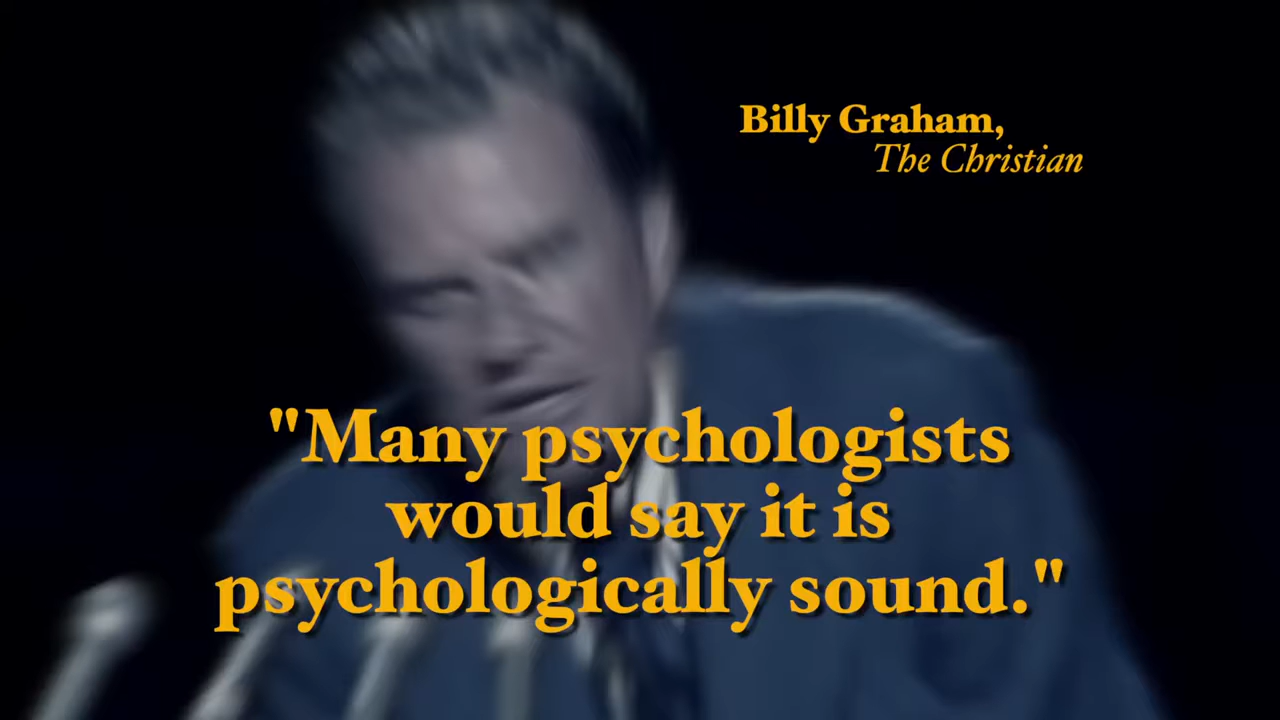 Billy Graham,
The Christian
"Many psychologists
would say it is
psychologically sound."